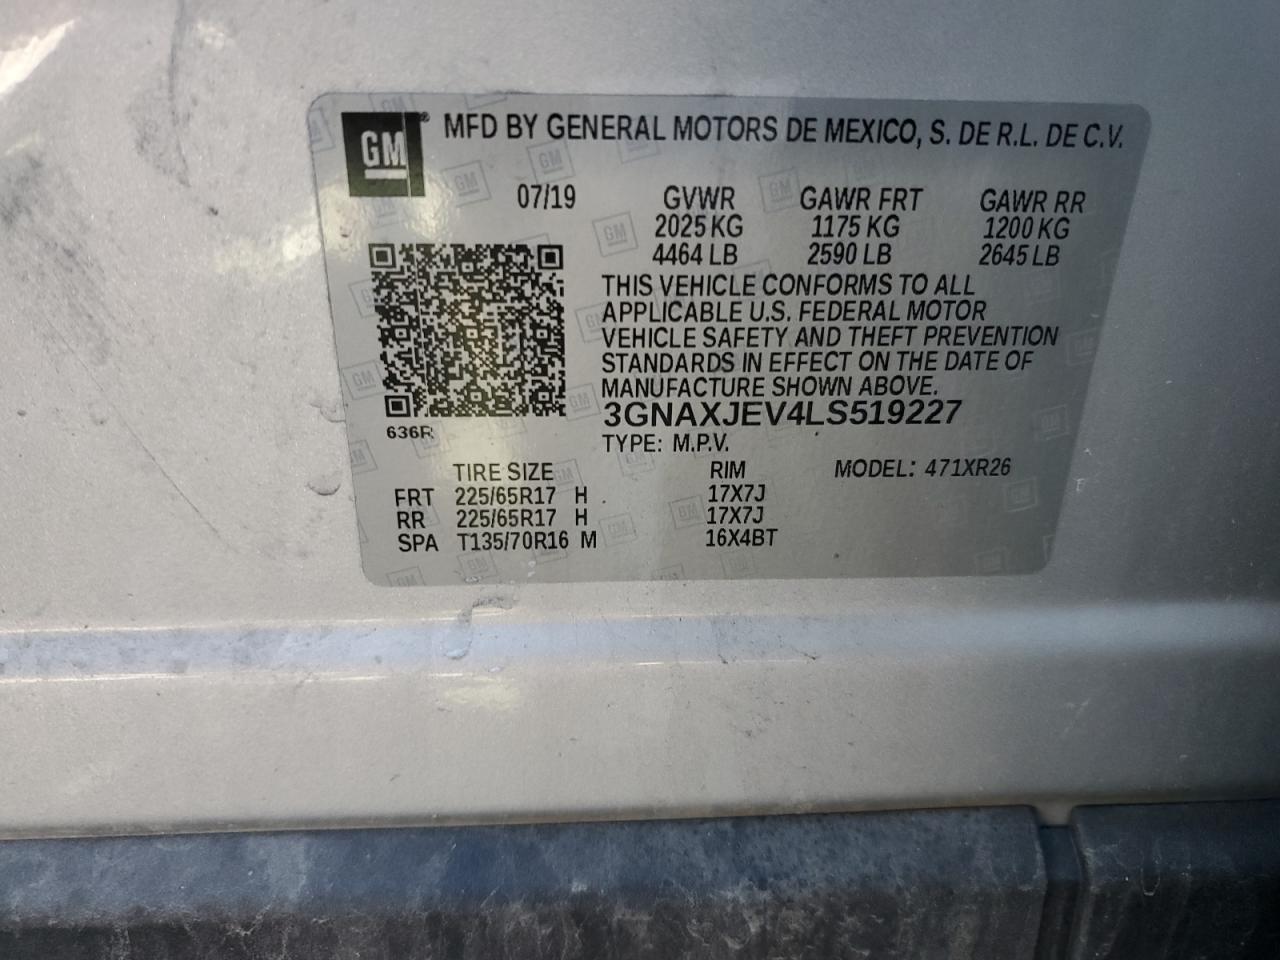 GM® MFD BY GENERAL MOTORS DE MEXICO, S. DE R.L. DE C.V.
07/19 GVWR GAWR FRT GAWR RR
2025 KG 1175 KG 1200 KG
4464 LB 2590 LB 2645 LB
THIS VEHICLE CONFORMS TO ALL
APPLICABLE U.S. FEDERAL MOTOR
VEHICLE SAFETY AND THEFT PREVENTION
STANDARDS IN EFFECT ON THE DATE OF
MANUFACTURE SHOWN ABOVE.
3GNAXJEV4LS519227
636R
TYPE: M.P.V.
TIRE SIZE RIM MODEL: 471XR26
FRT 225/65R17 H 17X7J
RR 225/65R17 H 17X7J
SPA T135/70R16 M 16X4BT